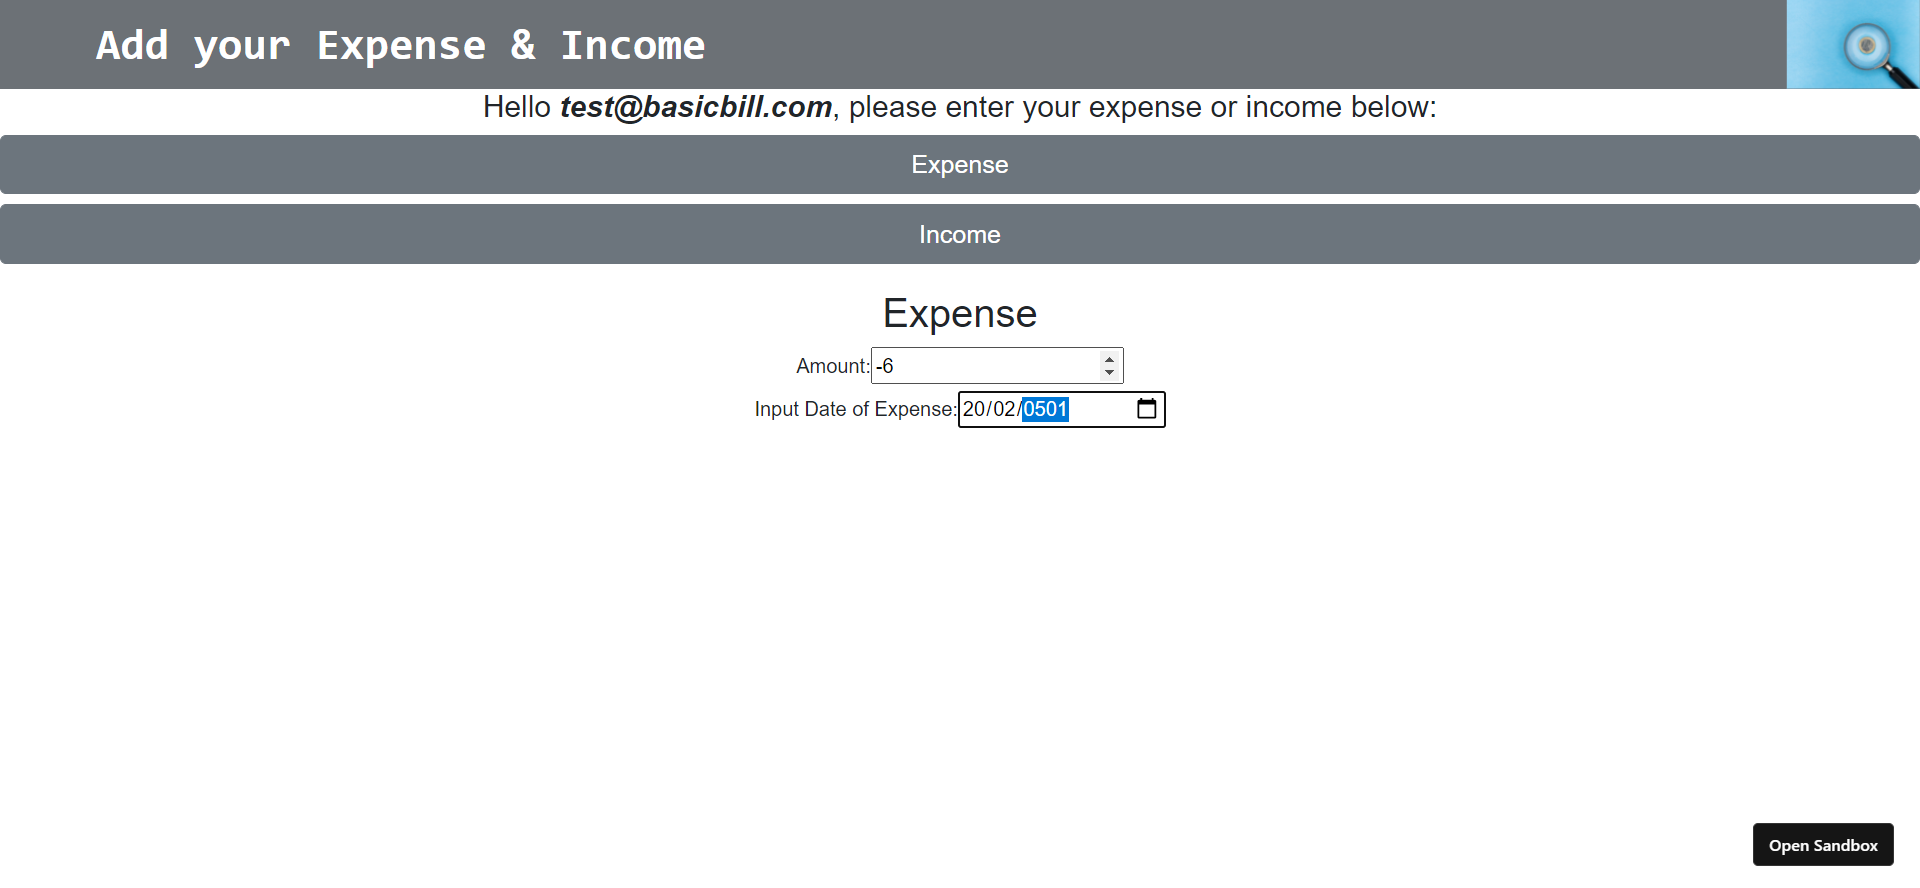 Add your Expense & Income
Hello test@basicbill.com, please enter your expense or income below:
Expense
Income
Expense
Amount: -6
Input Date of Expense: 20/02/0501
Open Sandbox